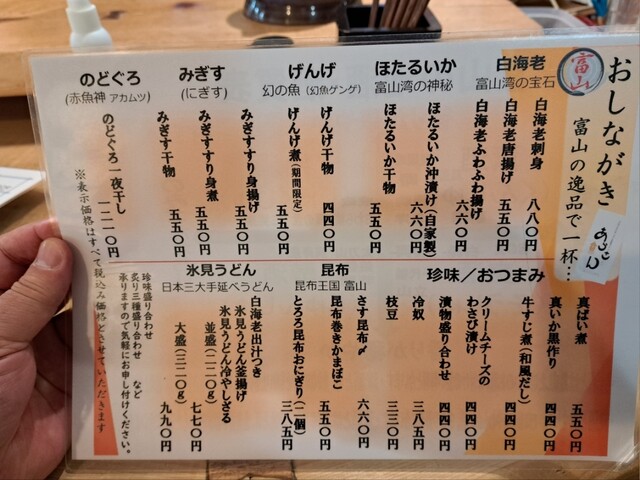 おしながき
富山の逸品で一杯…
富山
白海老
富山湾の宝石
白海老刺身 八八〇円
白海老唐揚げ 五五〇円
白海老ふわふわ揚げ 六六〇円
ほたるいか
富山湾の神秘
ほたるいか沖漬け(自家製) 六六〇円
ほたるいか干物 五五〇円
げんげ
幻の魚(幻魚ゲンゲ)
げんげ干物 四四〇円
げんげ煮(期間限定) 五五〇円
みぎす
(にぎす)
みぎすすり身揚げ 五五〇円
みぎすすり身煮 五五〇円
みぎす干物 五五〇円
のどぐろ
(赤魚神 アカムツ)
のどぐろ一夜干し 一二一〇円
珍味/おつまみ
真ばい煮 五五〇円
真いか黒作り 四四〇円
牛すじ煮(和風だし) 四四〇円
クリームチーズの
わさび漬け 四四〇円
漬物盛り合わせ 四四〇円
冷奴 三八五円
枝豆 三三〇円
昆布
昆布王国 富山
さす昆布〆 六六〇円
昆布巻きかまぼこ 五五〇円
とろろ昆布おにぎり(二個) 三八五円
氷見うどん
日本三大手延べうどん
白海老出汁つき
氷見うどん釜揚げ
氷見うどん冷やしざる
並盛(二二〇g) 七七〇円
大盛(三二〇g) 九九〇円
珍味盛り合わせ
炙り三種盛り合わせ など
承りますので気軽にお申し付けください。
※表示価格はすべて税込み価格とさせていただきます